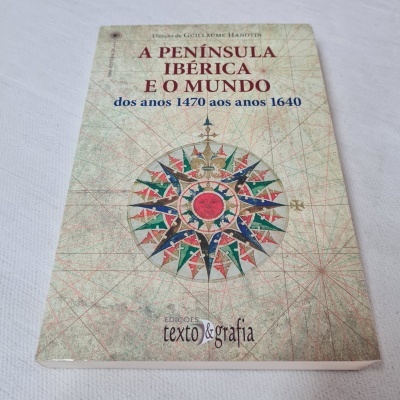 Direção de GUILLAUME HANOTIN
A PENÍNSULA
IBÉRICA
E O MUNDO
dos anos 1470 aos anos 1640
EDIÇÕES
texto&grafia